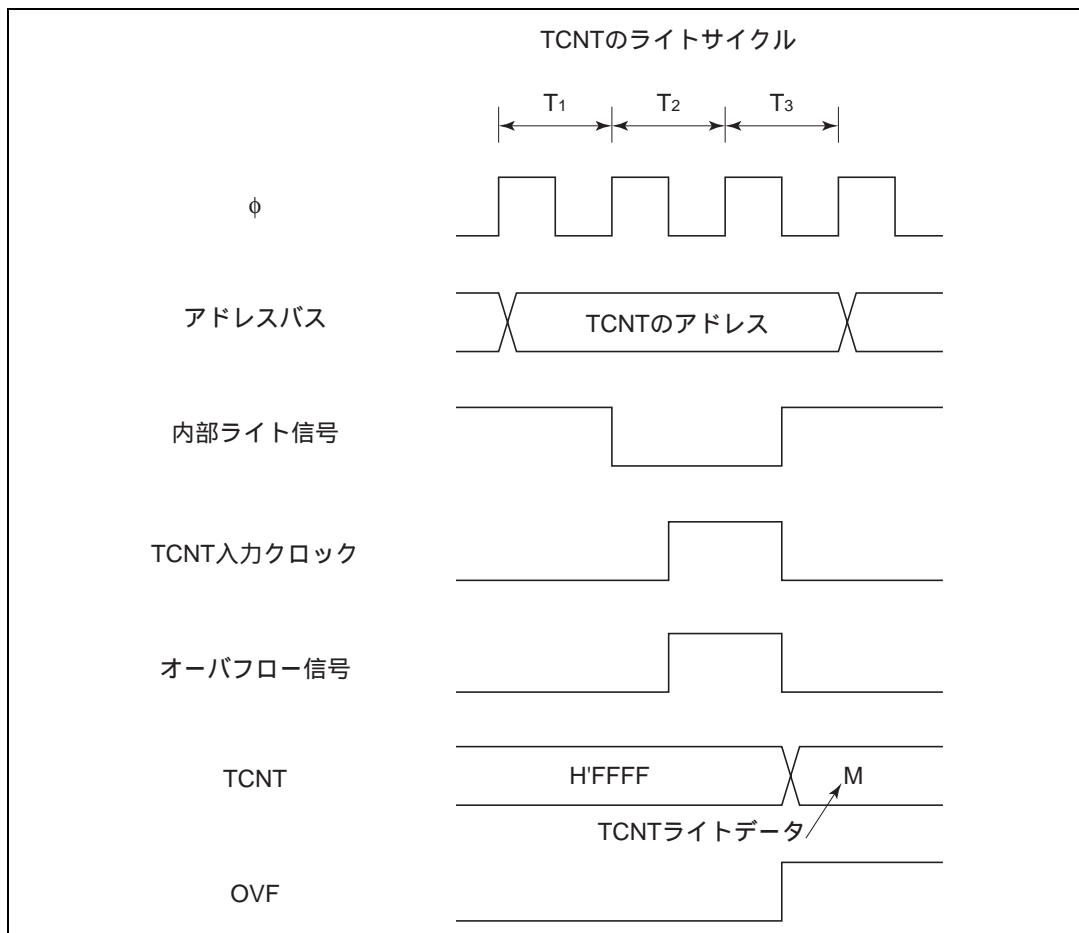 TCNTのライトサイクル
T1 T2 T3
φ
アドレスバス
TCNTのアドレス
内部ライト信号
TCNT入力クロック
オーバフロー信号
TCNT
H'FFFF
M
TCNTライトデータ
OVF